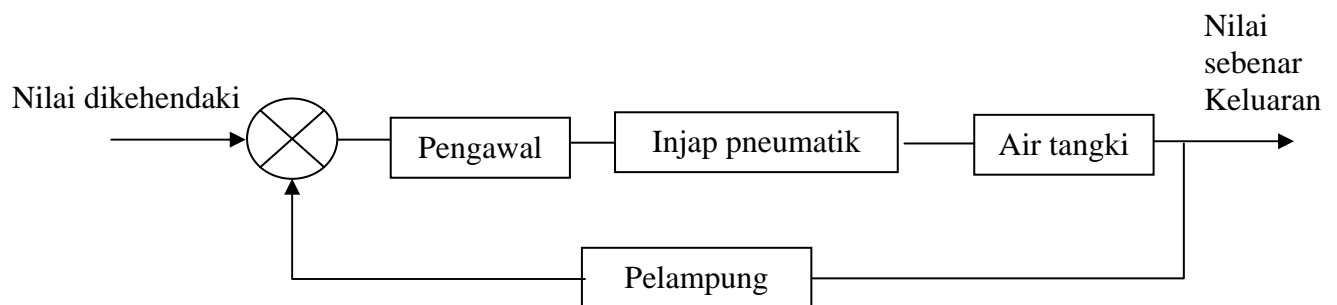 Nilai
sebenar
Keluaran
Nilai dikehendaki
Pengawal
Injap pneumatik
Air tangki
Pelampung